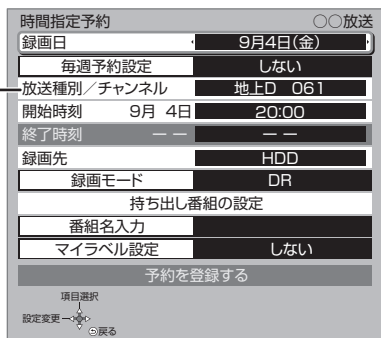 時間指定予約 ○○放送
録画日 9月4日(金)
毎週予約設定 しない
放送種別／チャンネル 地上D 061
開始時刻 9月 4日 20:00
終了時刻 －－ －－
録画先 HDD
録画モード DR
持ち出し番組の設定
番組名入力
マイラベル設定 しない
予約を登録する
項目選択
設定変更
戻る